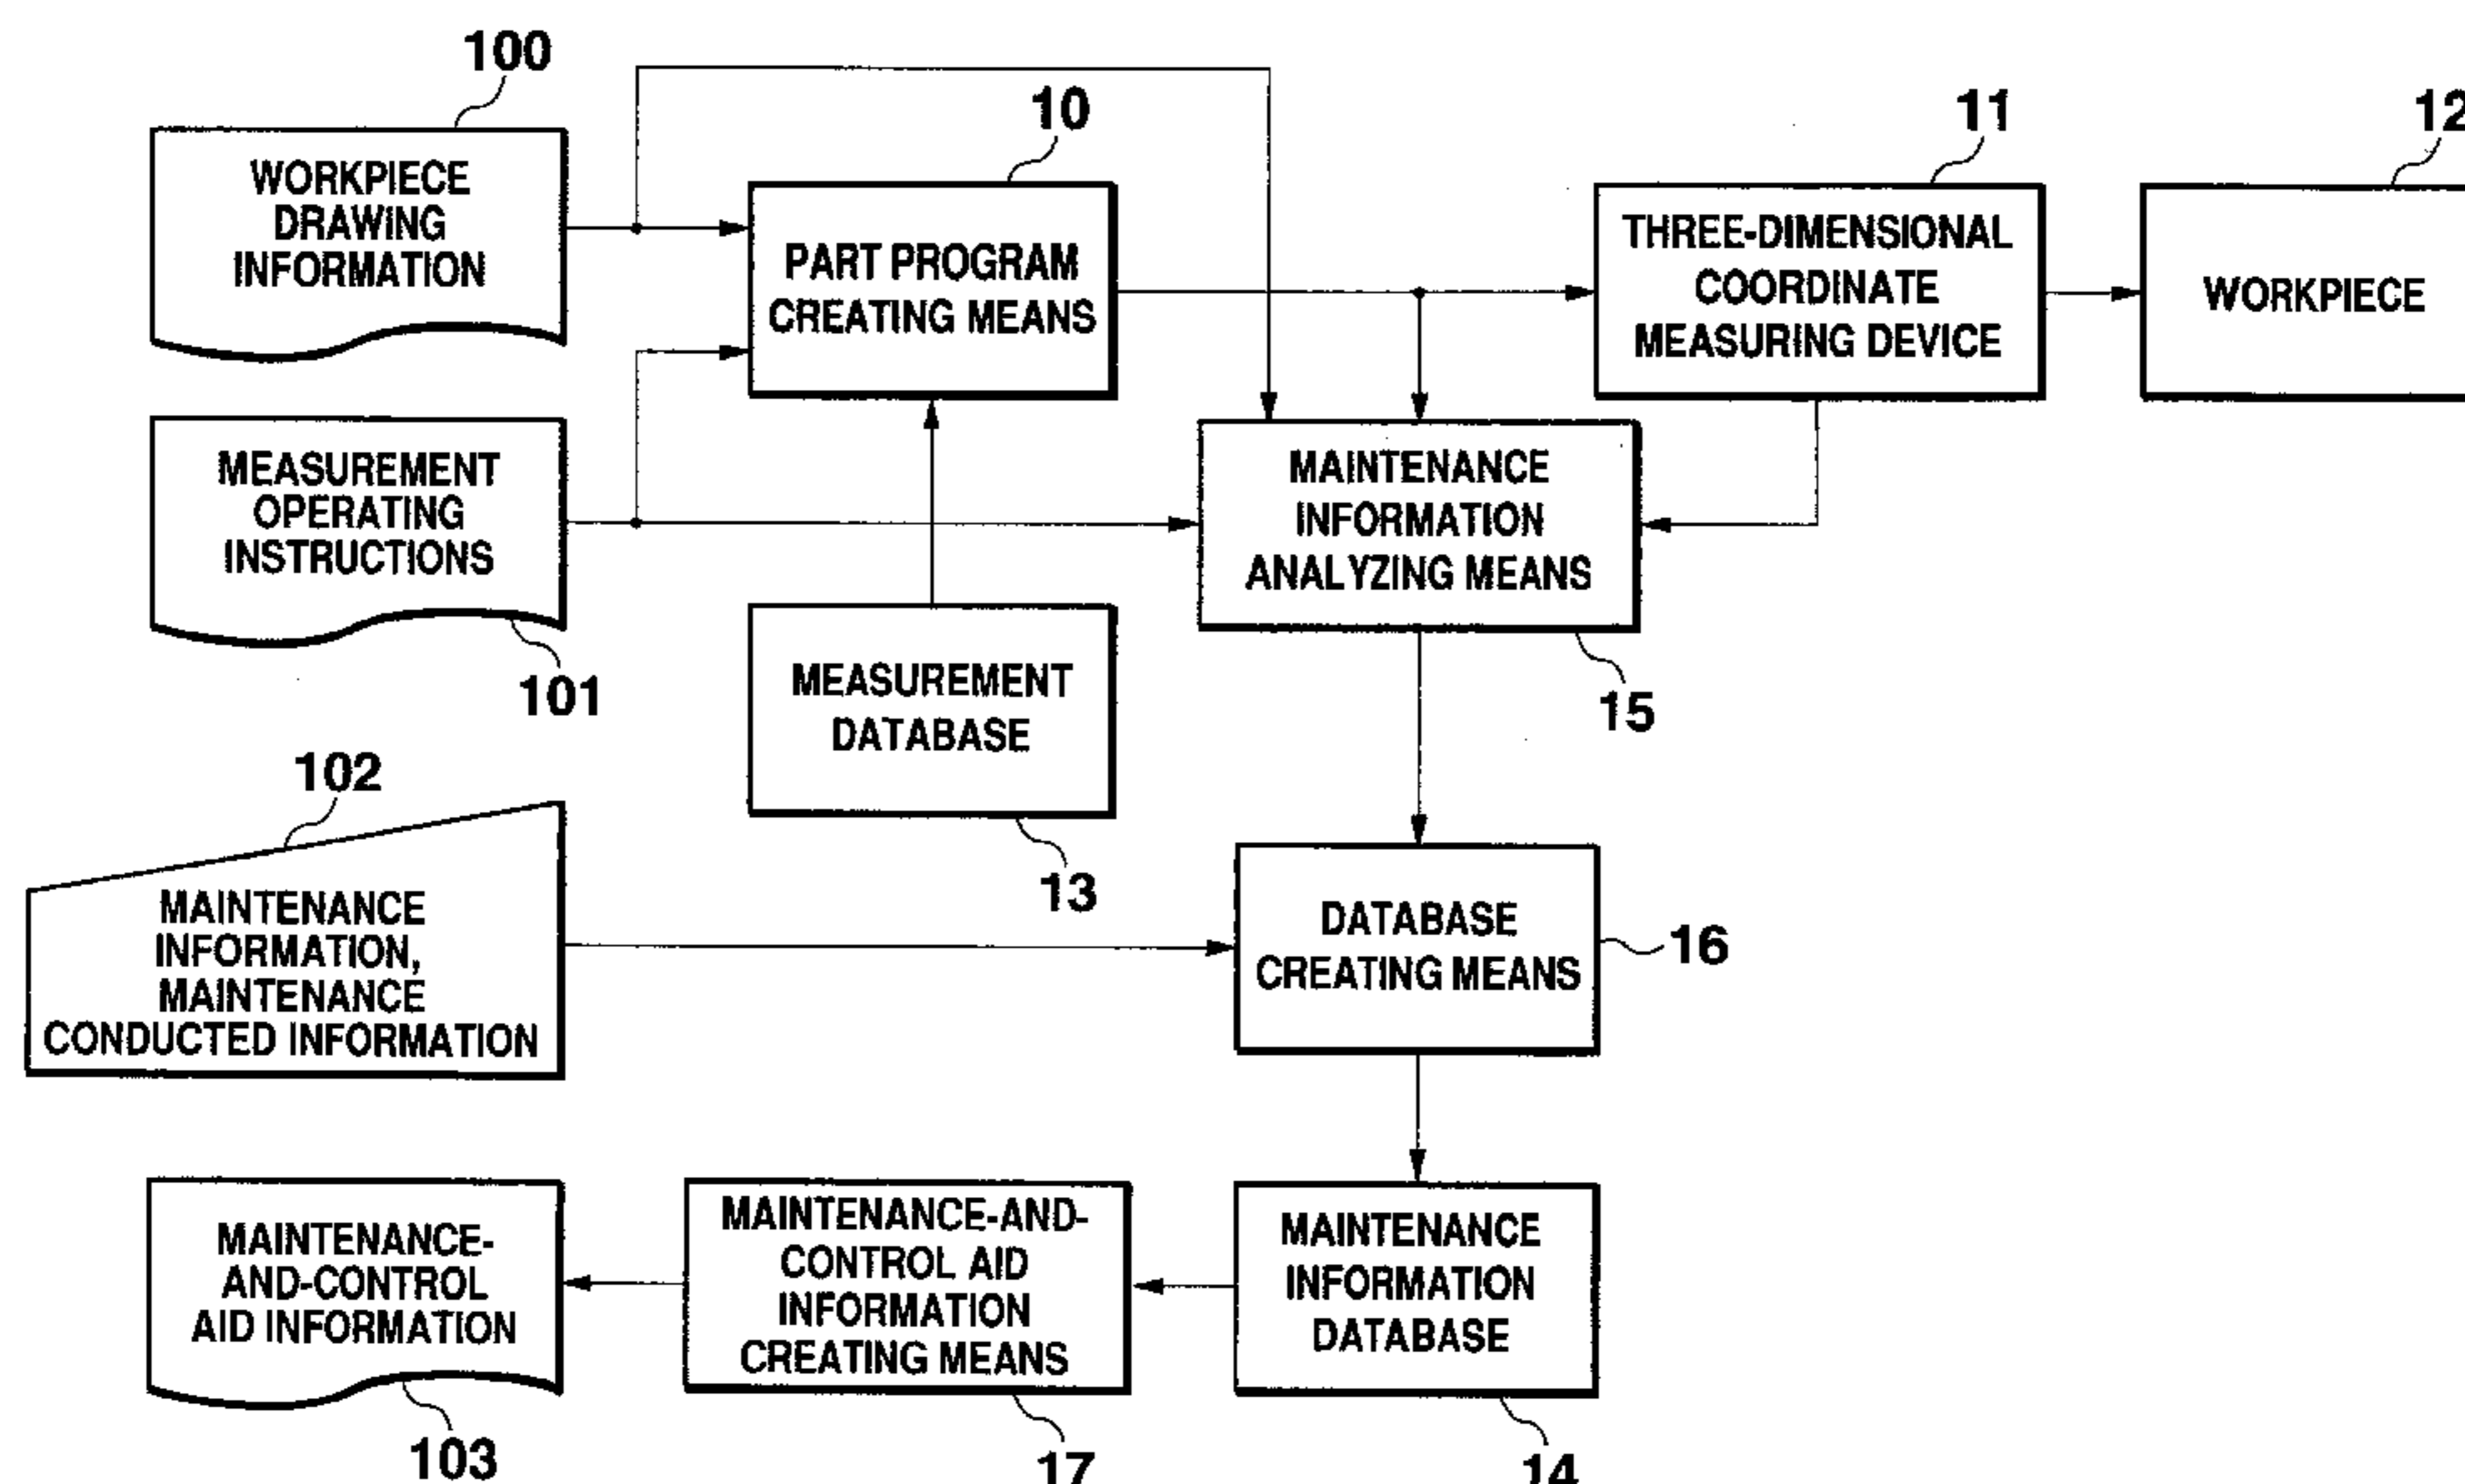 100
WORKPIECE
DRAWING
INFORMATION
10
PART PROGRAM
CREATING MEANS
11
THREE-DIMENSIONAL
COORDINATE
MEASURING DEVICE
12
WORKPIECE
MEASUREMENT
OPERATING
INSTRUCTIONS
101
MAINTENANCE
INFORMATION
ANALYZING MEANS
15
MEASUREMENT
DATABASE
13
102
MAINTENANCE
INFORMATION,
MAINTENANCE
CONDUCTED INFORMATION
DATABASE
CREATING MEANS
16
MAINTENANCE-
AND-CONTROL
AID INFORMATION
103
MAINTENANCE-AND-
CONTROL AID
INFORMATION
CREATING MEANS
17
MAINTENANCE
INFORMATION
DATABASE
14